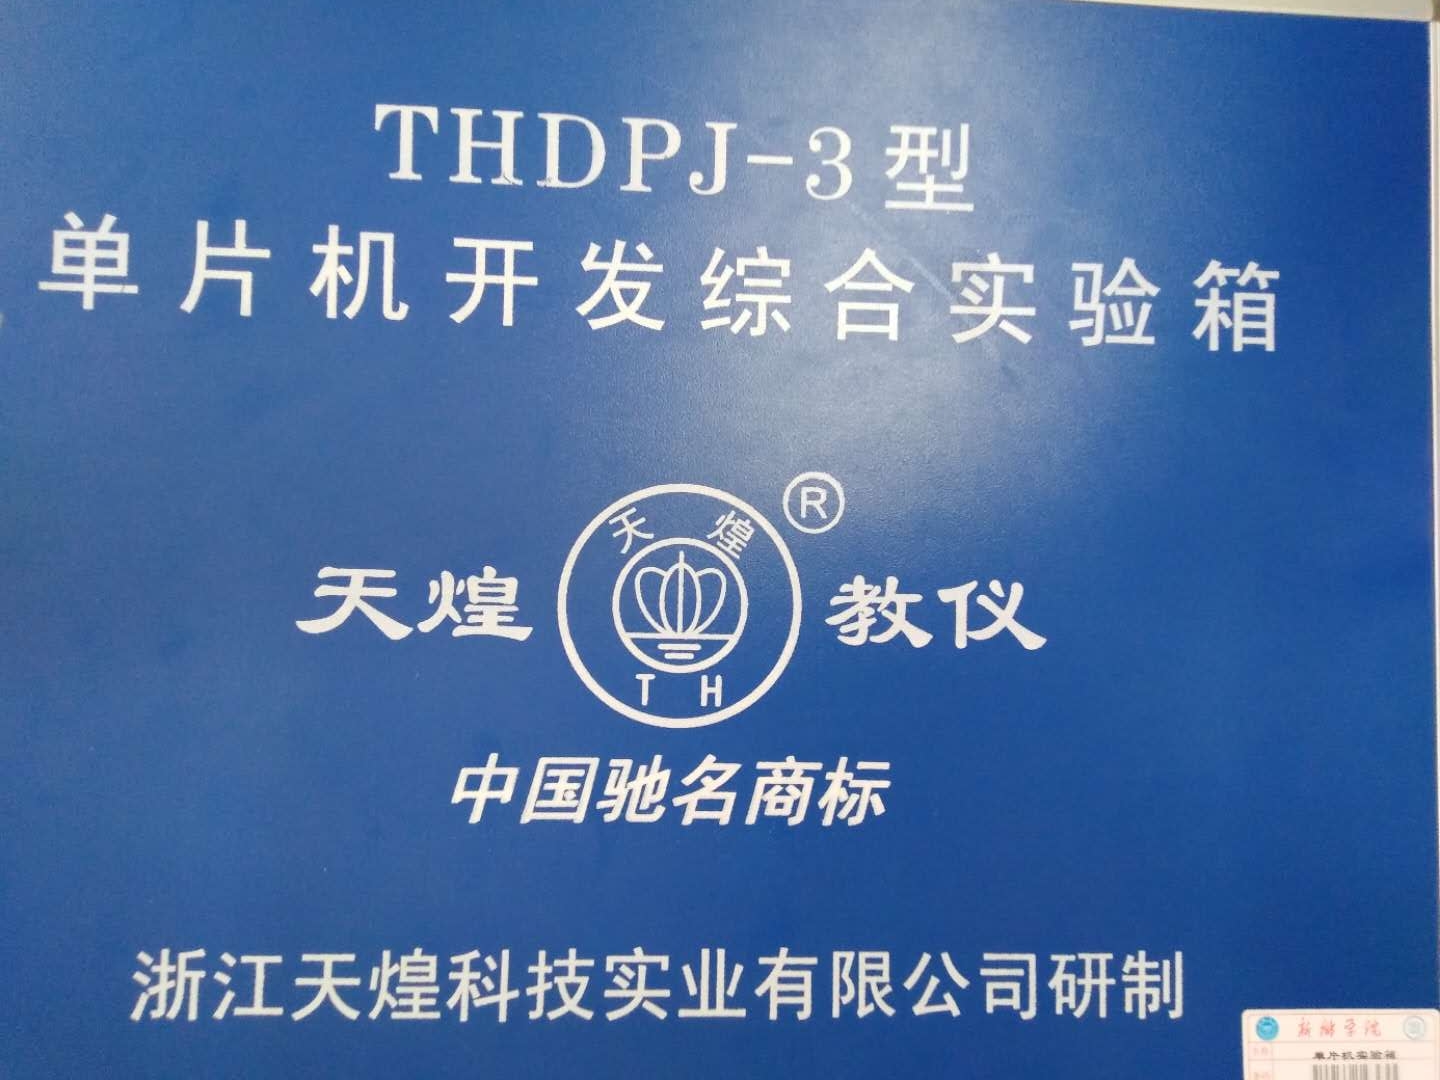 THDPJ-3型
单片机开发综合实验箱
天煌
天 煌
T H
®
教仪
中国驰名商标
浙江天煌科技实业有限公司研制
学院
单片机实验箱